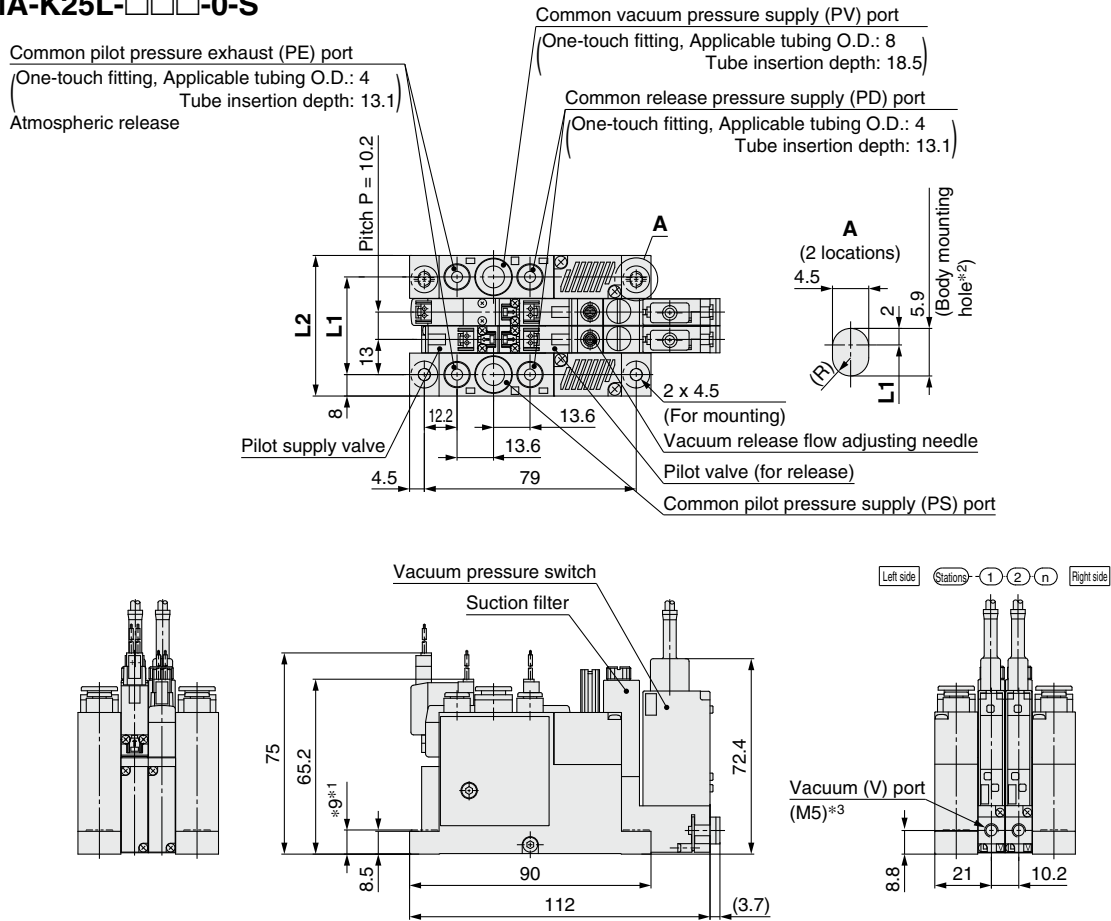 IA-K25L-□□□-0-S
Common vacuum pressure supply (PV) port
(One-touch fitting, Applicable tubing O.D.: 8
Tube insertion depth: 18.5)
Common pilot pressure exhaust (PE) port
(One-touch fitting, Applicable tubing O.D.: 4
Tube insertion depth: 13.1)
Atmospheric release
Common release pressure supply (PD) port
(One-touch fitting, Applicable tubing O.D.: 4
Tube insertion depth: 13.1)
Pitch P = 10.2
L2
L1
13
8
A
A
(2 locations)
4.5
2
5.9
(Body mounting
hole*2)
(R)
L1
12.2
13.6
13.6
4.5
79
2 x 4.5
(For mounting)
Vacuum release flow adjusting needle
Pilot supply valve
Pilot valve (for release)
Common pilot pressure supply (PS) port
Vacuum pressure switch
Suction filter
Left side
Stations
1
2
n
Right side
75
65.2
*9*1
8.5
72.4
90
112
(3.7)
Vacuum (V) port
(M5)*3
8.8
21
10.2